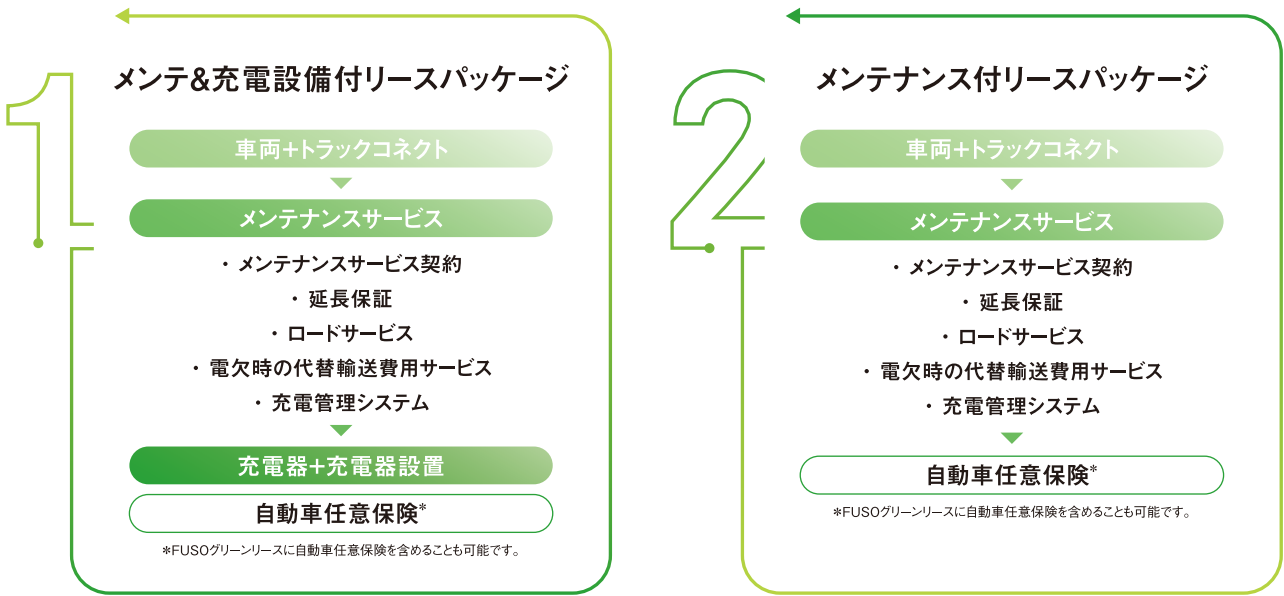 1
メンテ&充電設備付リースパッケージ
車両+トラックコネクト
メンテナンスサービス
・メンテナンスサービス契約
・延長保証
・ロードサービス
・電欠時の代替輸送費用サービス
・充電管理システム
充電器+充電器設置
自動車任意保険*
*FUSOグリーンリースに自動車任意保険を含めることも可能です。
2
メンテナンス付リースパッケージ
車両+トラックコネクト
メンテナンスサービス
・メンテナンスサービス契約
・延長保証
・ロードサービス
・電欠時の代替輸送費用サービス
・充電管理システム
自動車任意保険*
*FUSOグリーンリースに自動車任意保険を含めることも可能です。